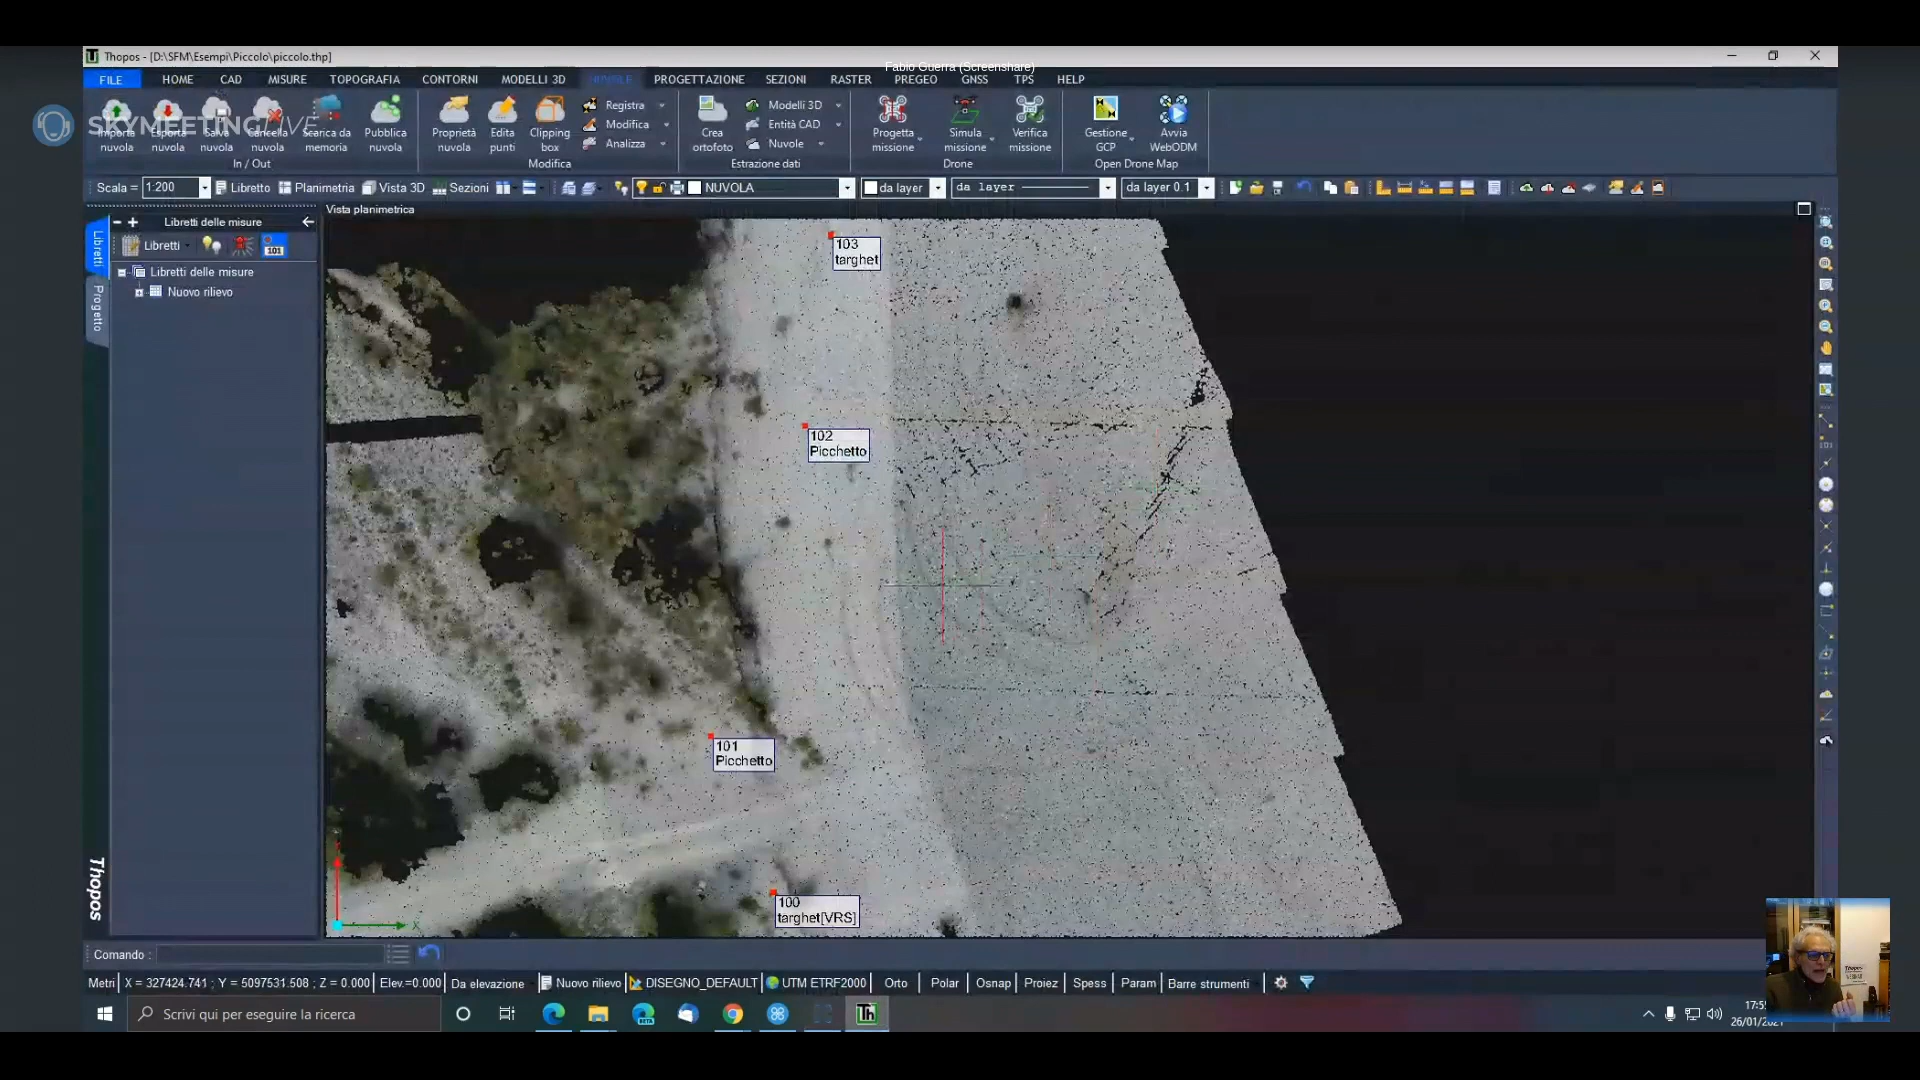 Thopos - [D:\SFM\Esempi\Piccolo\piccolo.thp]
Fabio Guerra (Screenshare)
FILE HOME CAD MISURE TOPOGRAFIA CONTORNI MODELLI 3D NUVOLE PROGETTAZIONE SEZIONI RASTER PREGEO GNSS TPS HELP
SKYMEETINGLIVE
Importa nuvola
Esporta nuvola
Salva nuvola
Cancella nuvola
Scarica da memoria
Pubblica nuvola
In / Out
Proprietà nuvola
Edita punti
Clipping box
Registra
Modifica
Analizza
Modifica
Crea ortofoto
Modelli 3D
Entità CAD
Nuvole
Estrazione dati
Progetta missione
Simula missione
Verifica missione
Drone
Gestione GCP
Avvia WebODM
Open Drone Map
Scala = 1:200 Libretto Planimetria Vista 3D Sezioni NUVOLA da layer da layer da layer 0.1
Libretti delle misure
Vista planimetrica
Libretti
Libretti
Progetto
Libretti delle misure
Nuovo rilievo
103
targhet
102
Picchetto
101
Picchetto
100
targhet[VRS]
X
Thopos
Comando :
Metri X = 327424.741 ; Y = 5097531.508 ; Z = 0.000 Elev.=0.000 Da elevazione Nuovo rilievo DISEGNO_DEFAULT UTM ETRF2000 Orto Polar Osnap Proiez Spess Param Barre strumenti
Scrivi qui per eseguire la ricerca
BETA
Th